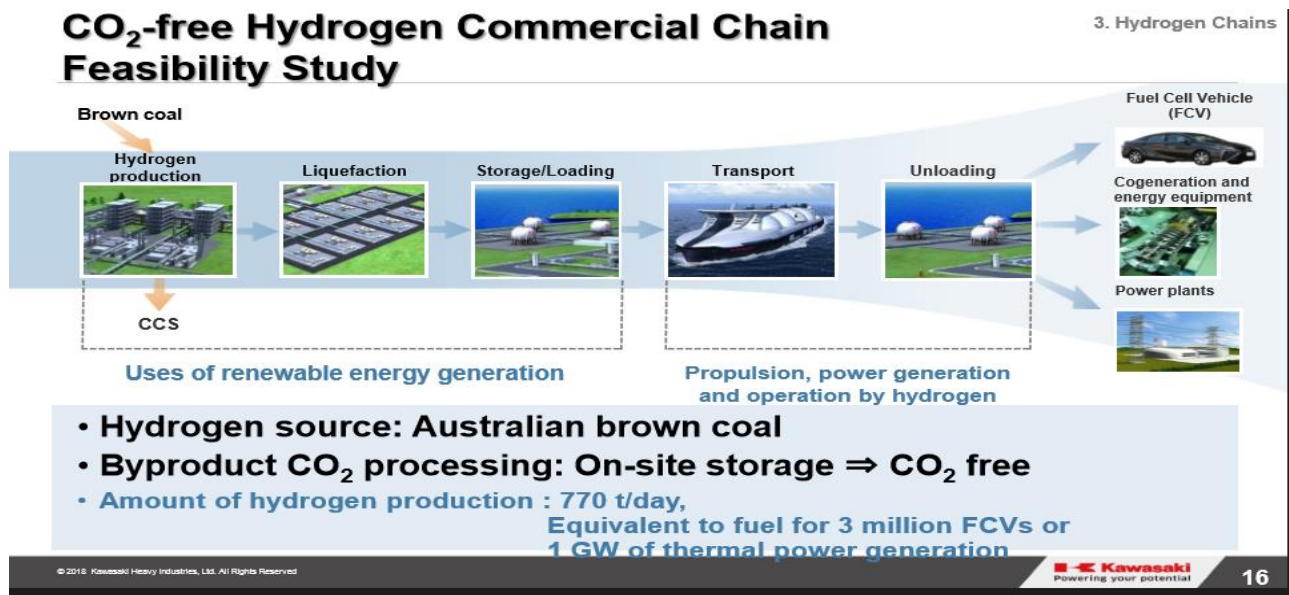 CO₂-free Hydrogen Commercial Chain
Feasibility Study
3. Hydrogen Chains
Brown coal
Hydrogen
production
Liquefaction
Storage/Loading
Transport
Unloading
Fuel Cell Vehicle
(FCV)
Cogeneration and
energy equipment
Power plants
CCS
Uses of renewable energy generation
Propulsion, power generation
and operation by hydrogen
• Hydrogen source: Australian brown coal
• Byproduct CO₂ processing: On-site storage ⇒ CO₂ free
• Amount of hydrogen production : 770 t/day,
Equivalent to fuel for 3 million FCVs or
1 GW of thermal power generation
© 2018 Kawasaki Heavy Industries, Ltd. All Rights Reserved
Kawasaki
Powering your potential
16